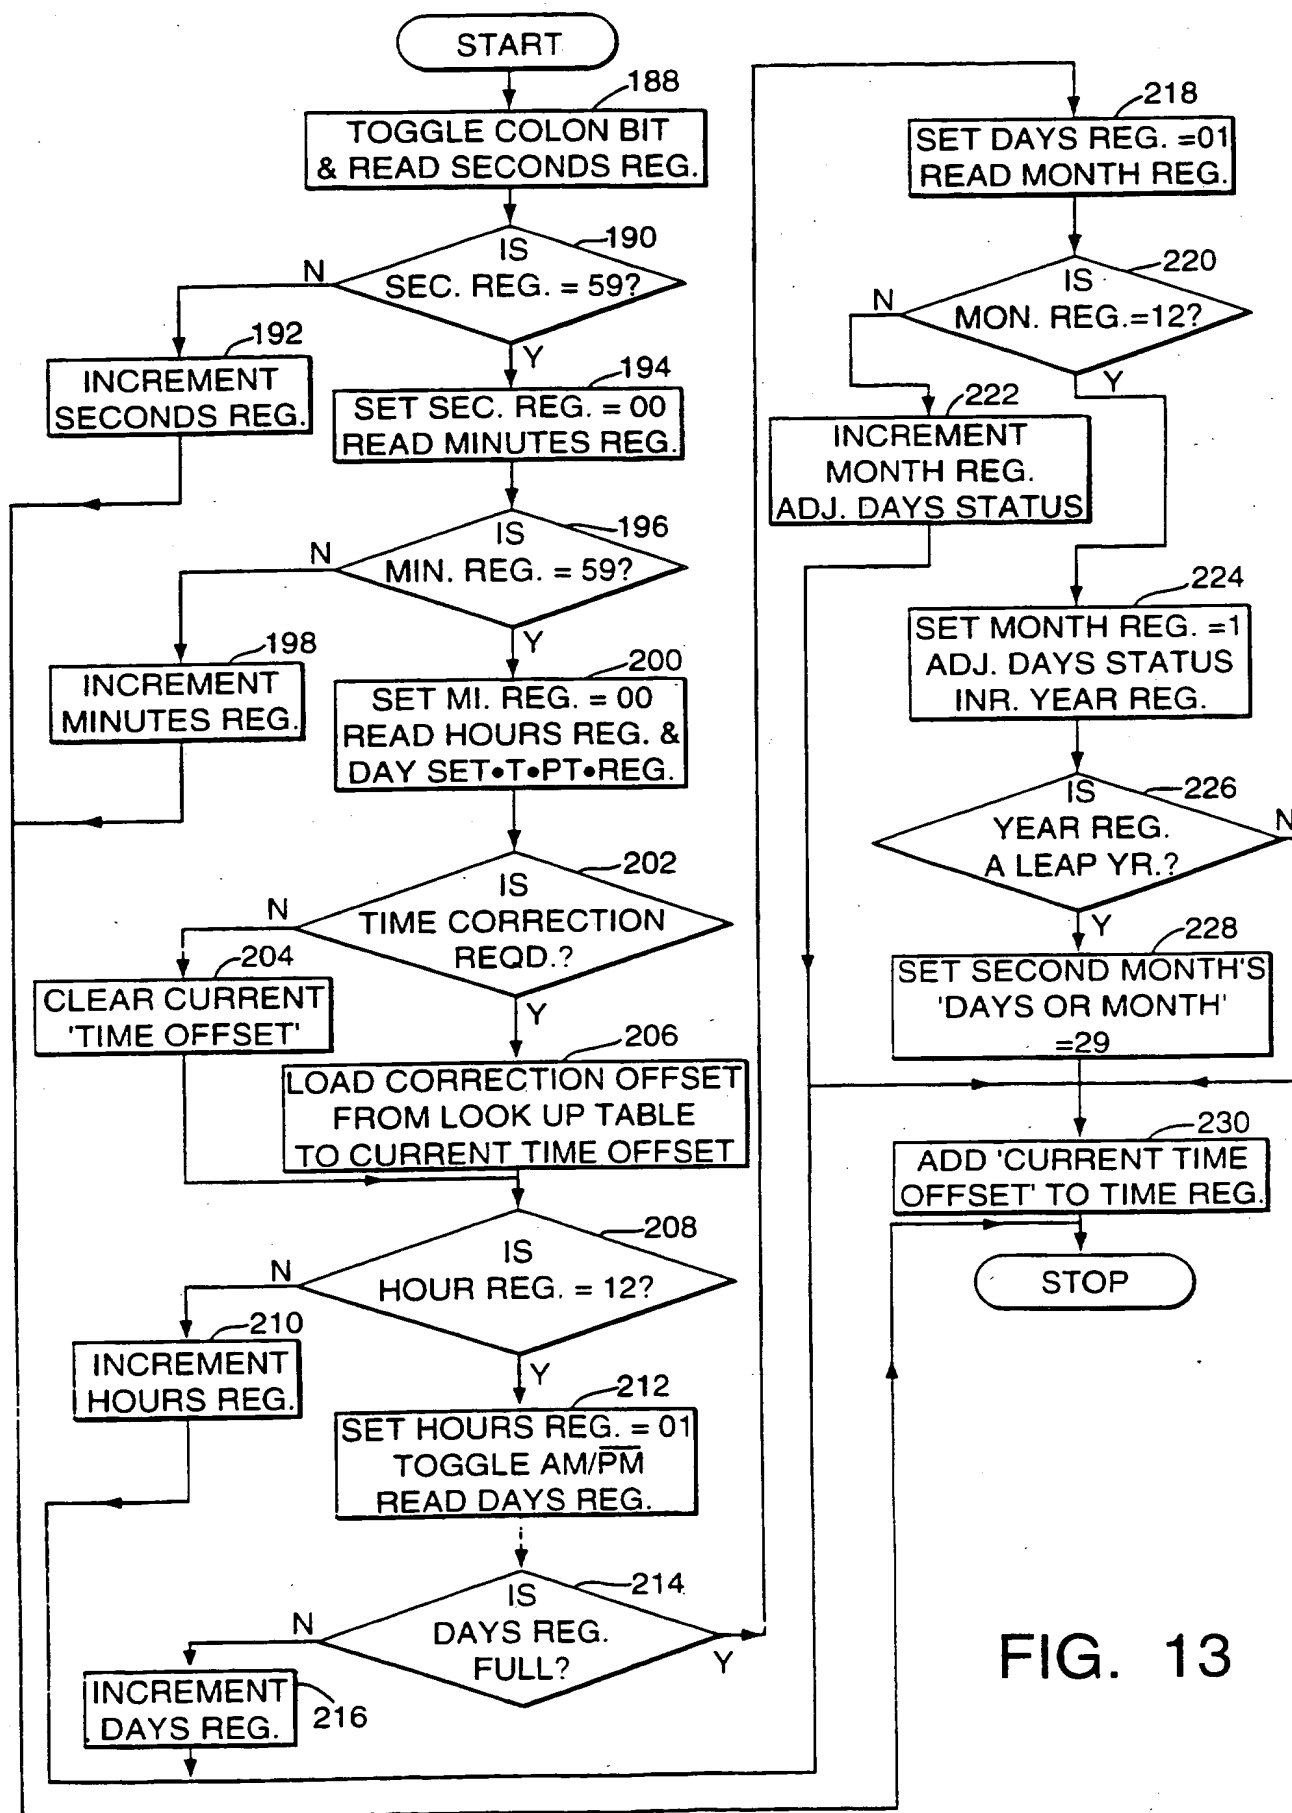 START
188
TOGGLE COLON BIT
& READ SECONDS REG.
190
IS
SEC. REG. = 59?
N
Y
192
INCREMENT
SECONDS REG.
194
SET SEC. REG. = 00
READ MINUTES REG.
196
IS
MIN. REG. = 59?
N
Y
198
INCREMENT
MINUTES REG.
200
SET MI. REG. = 00
READ HOURS REG. &
DAY SET•T•PT•REG.
202
IS
TIME CORRECTION
REQD.?
N
Y
204
CLEAR CURRENT
'TIME OFFSET'
206
LOAD CORRECTION OFFSET
FROM LOOK UP TABLE
TO CURRENT TIME OFFSET
208
IS
HOUR REG. = 12?
N
Y
210
INCREMENT
HOURS REG.
212
SET HOURS REG. = 01
TOGGLE AM/P̅M̅
READ DAYS REG.
214
IS
DAYS REG.
FULL?
N
Y
INCREMENT
DAYS REG.
216
218
SET DAYS REG. =01
READ MONTH REG.
220
IS
MON. REG.=12?
N
Y
222
INCREMENT
MONTH REG.
ADJ. DAYS STATUS
224
SET MONTH REG. =1
ADJ. DAYS STATUS
INR. YEAR REG.
226
IS
YEAR REG.
A LEAP YR.?
N
Y
228
SET SECOND MONTH'S
'DAYS OR MONTH'
=29
230
ADD 'CURRENT TIME
OFFSET' TO TIME REG.
STOP
FIG. 13